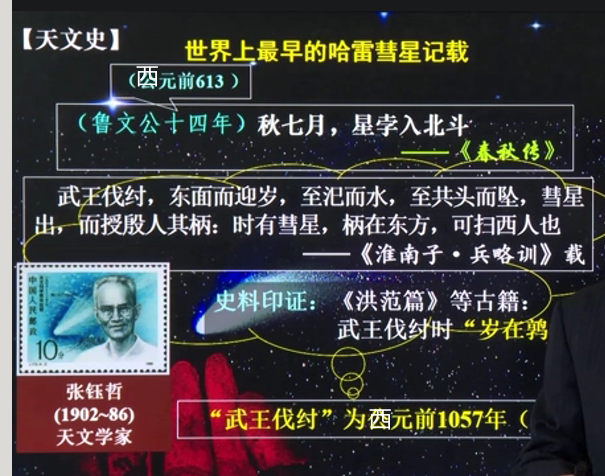 【天文史】
世界上最早的哈雷彗星记载
（西元前613 ）
（鲁文公十四年）秋七月，星孛入北斗
——《春秋传》
武王伐纣，东面而迎岁，至汜而水，至共头而坠，彗星
出，而授殷人其柄：时有彗星，柄在东方，可扫西人也
——《淮南子·兵略训》载
史料印证：《洪范篇》等古籍：
武王伐纣时“岁在鹑
中国人民邮政
10分
张钰哲
(1902~86)
天文学家
“武王伐纣”为西元前1057年（